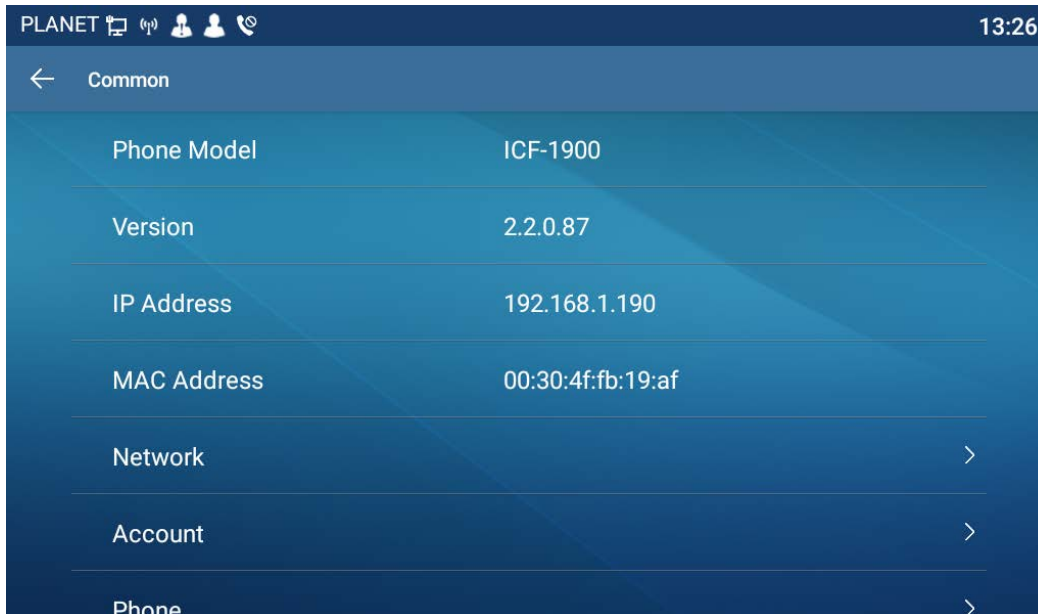 PLANET 13:26
Common
Phone Model ICF-1900
Version 2.2.0.87
IP Address 192.168.1.190
MAC Address 00:30:4f:fb:19:af
Network
Account
Phone